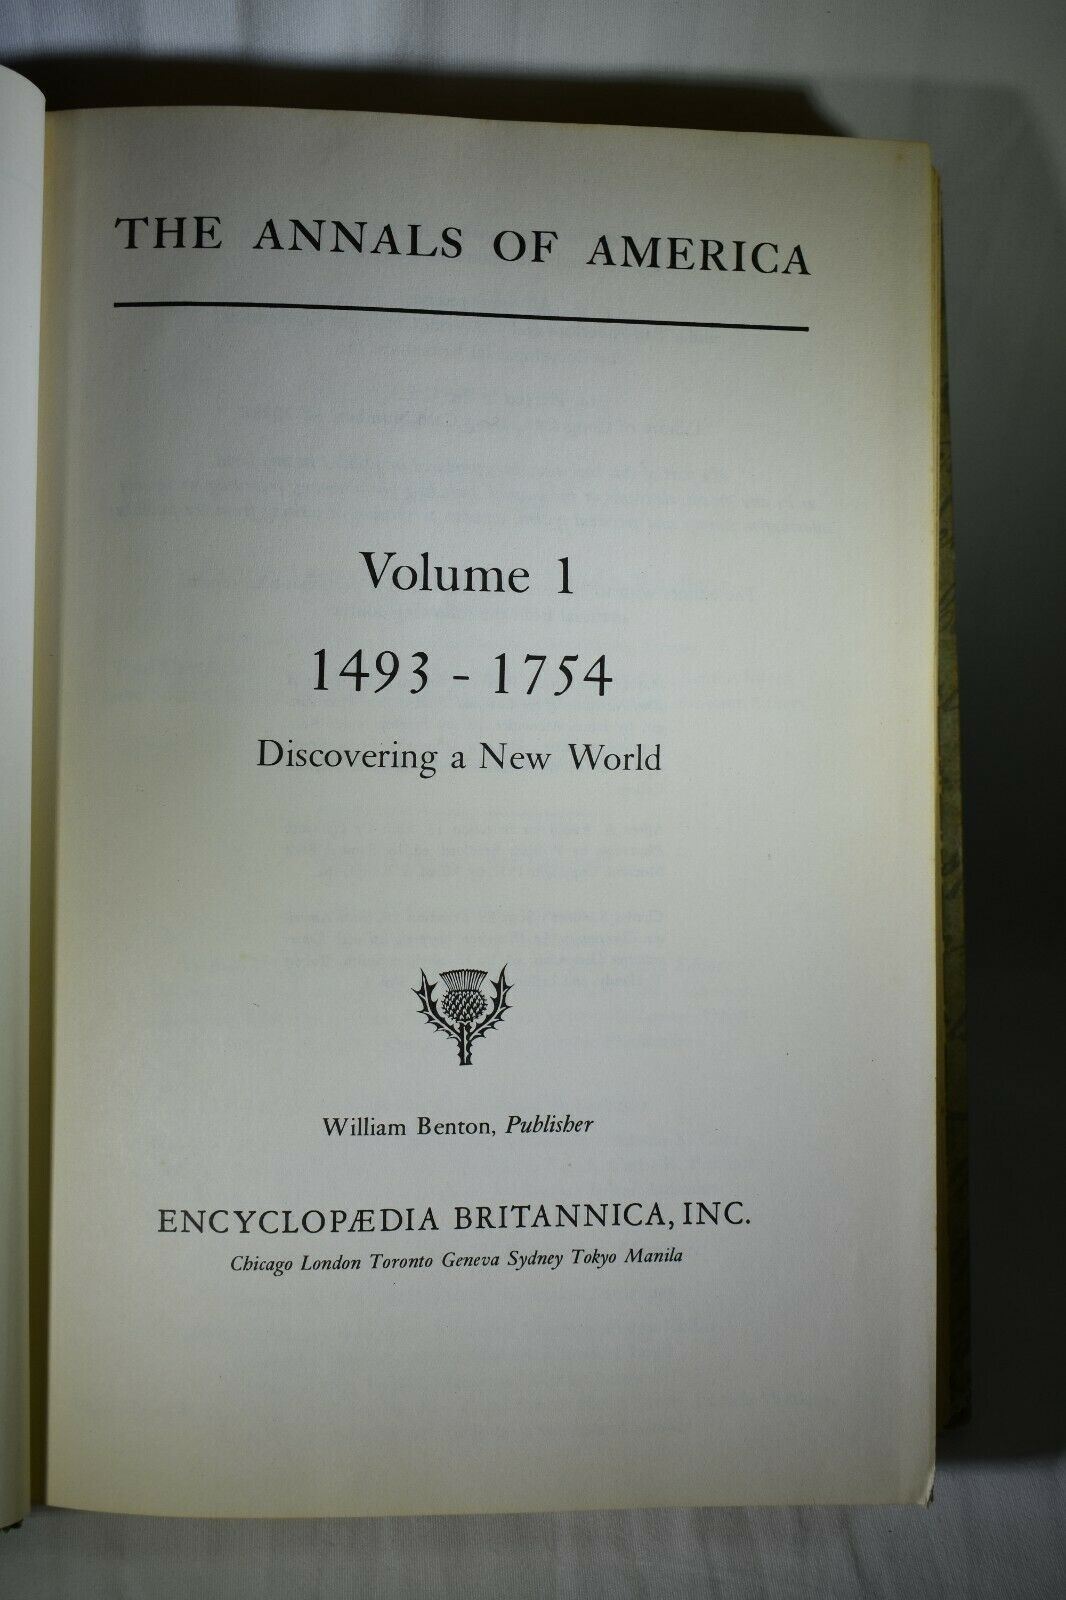 THE ANNALS OF AMERICA
Volume 1
1493 - 1754
Discovering a New World
William Benton, Publisher
ENCYCLOPÆDIA BRITANNICA, INC.
Chicago London Toronto Geneva Sydney Tokyo Manila